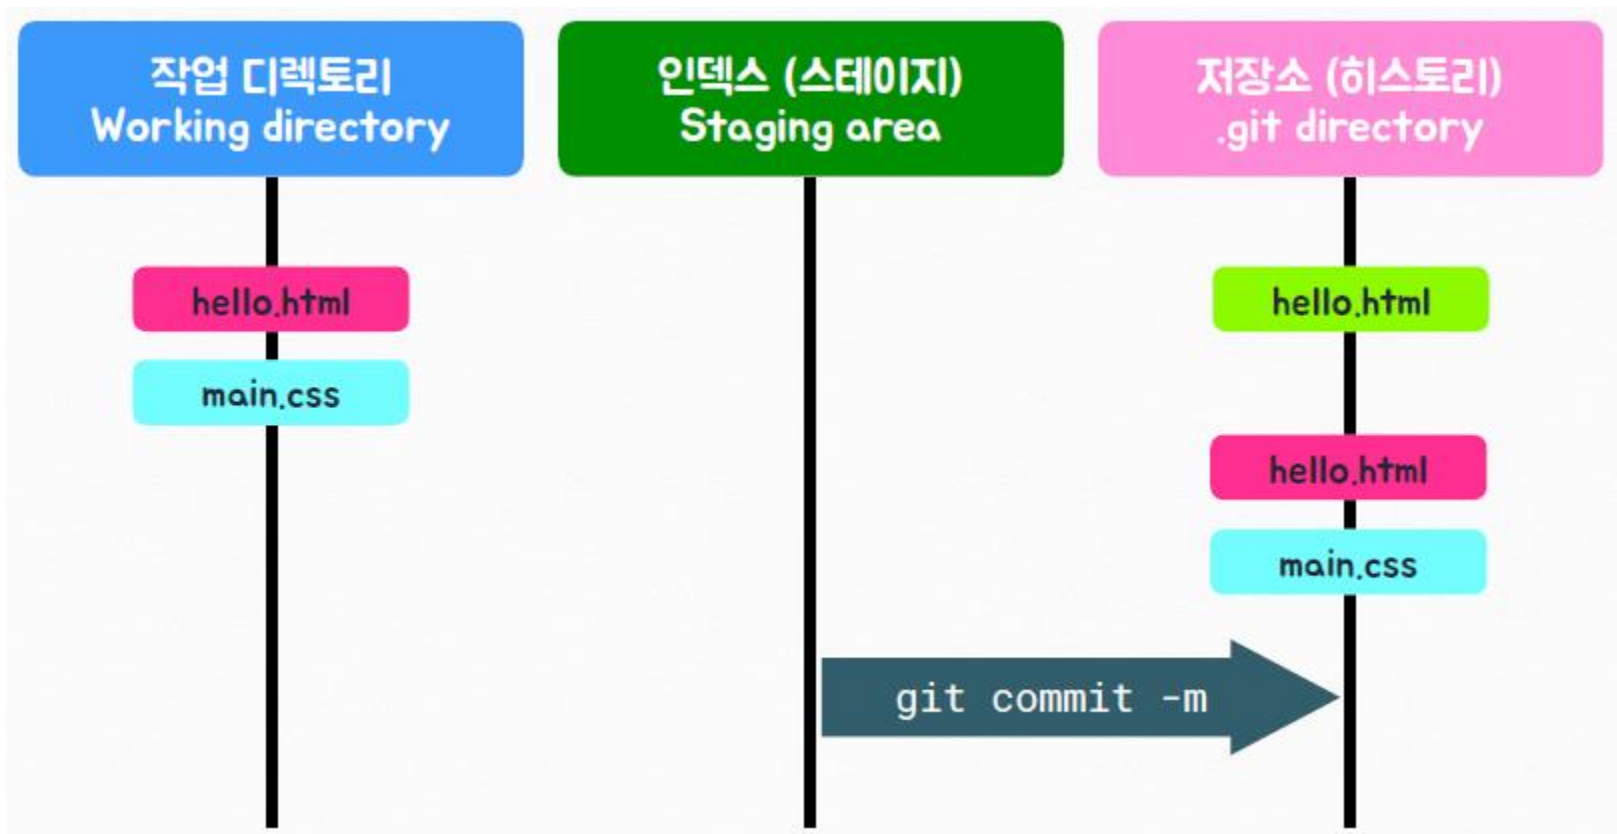 작업 디렉토리
Working directory
인덱스 (스테이지)
Staging area
저장소 (히스토리)
.git directory
hello.html
hello.html
main.css
hello.html
main.css
git commit -m